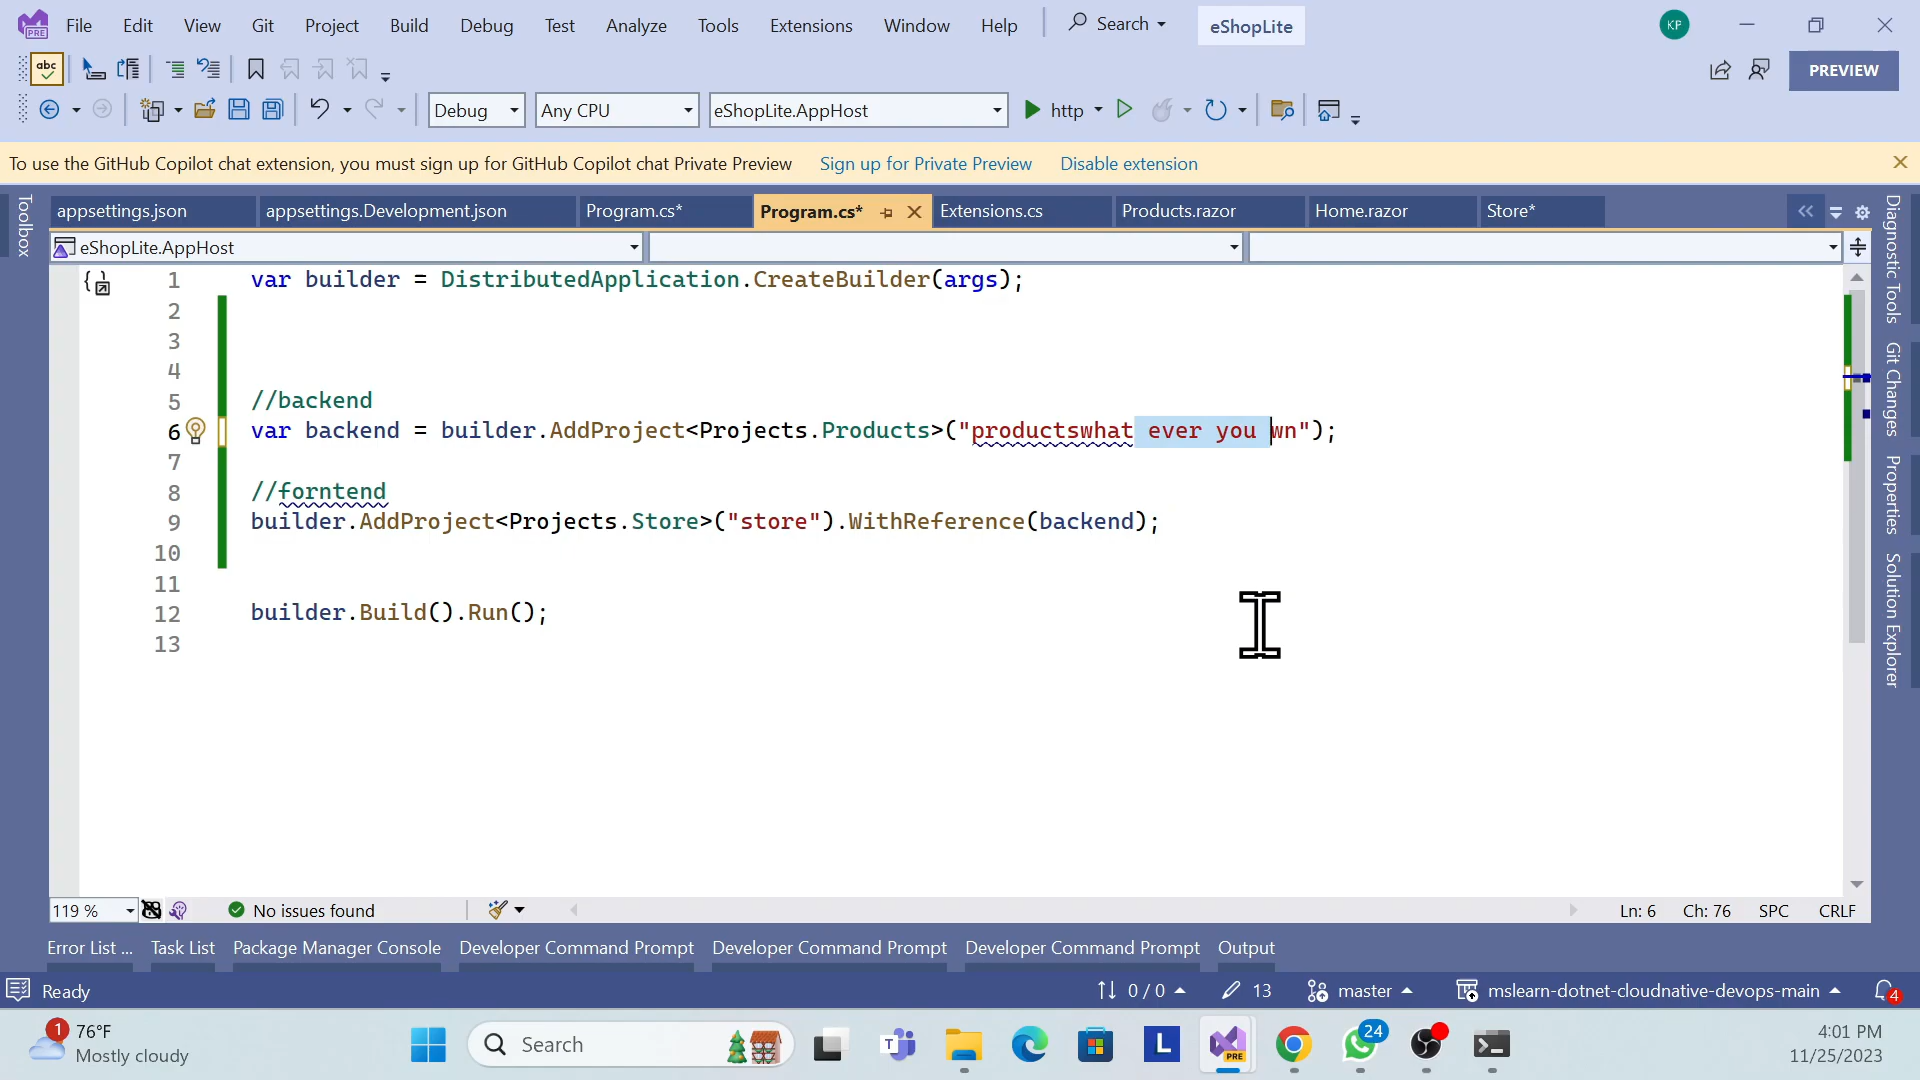 PRE File Edit View Git Project Build Debug Test Analyze Tools Extensions Window Help Search eShopLite KP
abc PREVIEW
Debug Any CPU eShopLite.AppHost http
To use the GitHub Copilot chat extension, you must sign up for GitHub Copilot chat Private Preview Sign up for Private Preview Disable extension
Toolbox
appsettings.json appsettings.Development.json Program.cs* Program.cs* Extensions.cs Products.razor Home.razor Store*
eShopLite.AppHost
1 var builder = DistributedApplication.CreateBuilder(args);
2
3
4
5 //backend
6 var backend = builder.AddProject<Projects.Products>("productswhat ever you wn");
7
8 //forntend
9 builder.AddProject<Projects.Store>("store").WithReference(backend);
10
11
12 builder.Build().Run();
13
Diagnostic Tools
Git Changes
Properties
Solution Explorer
119 % No issues found Ln: 6 Ch: 76 SPC CRLF
Error List ... Task List Package Manager Console Developer Command Prompt Developer Command Prompt Developer Command Prompt Output
Ready 0 / 0 13 master mslearn-dotnet-cloudnative-devops-main 4
1 76°F
Mostly cloudy
Search
L
PRE
24
4:01 PM
11/25/2023